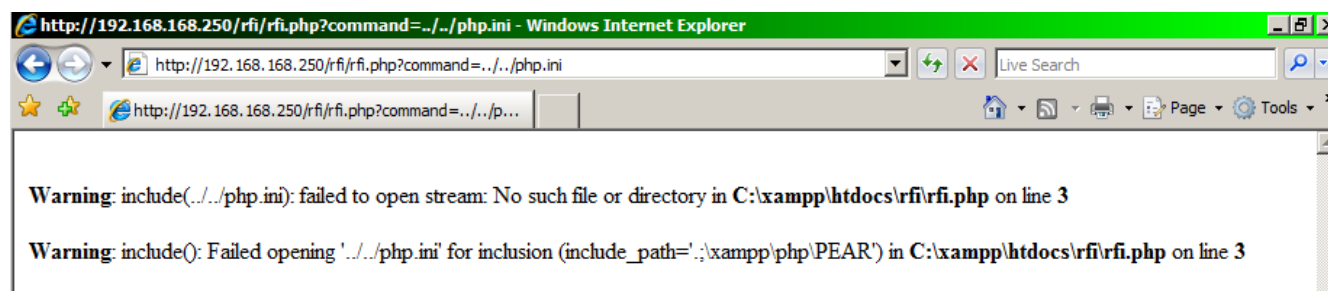 http://192.168.168.250/rfi/rfi.php?command=../../php.ini - Windows Internet Explorer
http://192.168.168.250/rfi/rfi.php?command=../../php.ini
Live Search
http://192.168.168.250/rfi/rfi.php?command=../../p...
Page
Tools
Warning: include(../../php.ini): failed to open stream: No such file or directory in C:\xampp\htdocs\rfi\rfi.php on line 3
Warning: include(): Failed opening '../../php.ini' for inclusion (include_path='.;\xampp\php\PEAR') in C:\xampp\htdocs\rfi\rfi.php on line 3